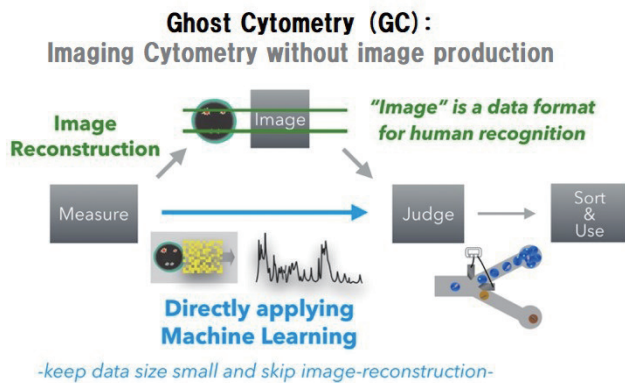 Ghost Cytometry (GC):
Imaging Cytometry without image production
Image
Reconstruction
Image
“Image” is a data format
for human recognition
Measure
Judge
Sort
&
Use
Directly applying
Machine Learning
-keep data size small and skip image-reconstruction-